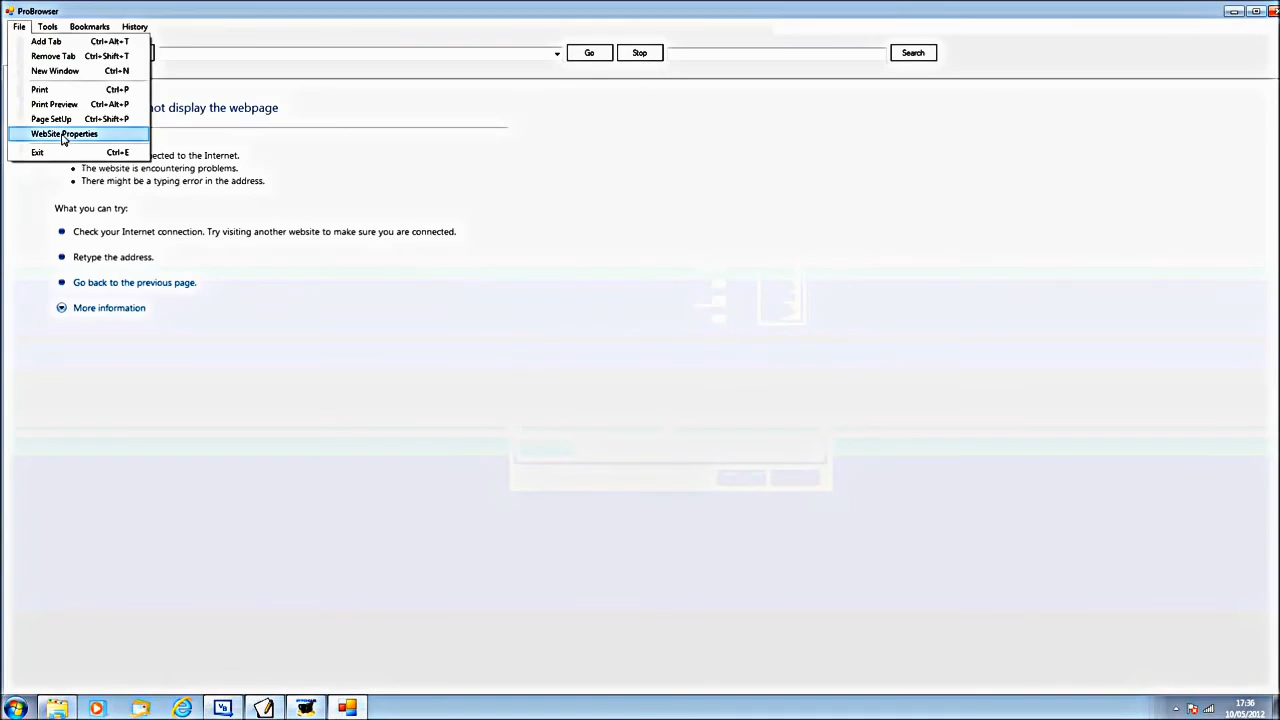 ProBrowser
File Tools Bookmarks History
Add Tab Ctrl+Alt+T
Remove Tab Ctrl+Shift+T
New Window Ctrl+N
Print Ctrl+P
Print Preview Ctrl+Alt+P
Page SetUp Ctrl+Shift+P
WebSite Properties
Exit Ctrl+E
Go Stop Search
not display the webpage
ected to the Internet.
The website is encountering problems.
There might be a typing error in the address.
What you can try:
Check your Internet connection. Try visiting another website to make sure you are connected.
Retype the address.
Go back to the previous page.
More information
17:36
10/05/2012